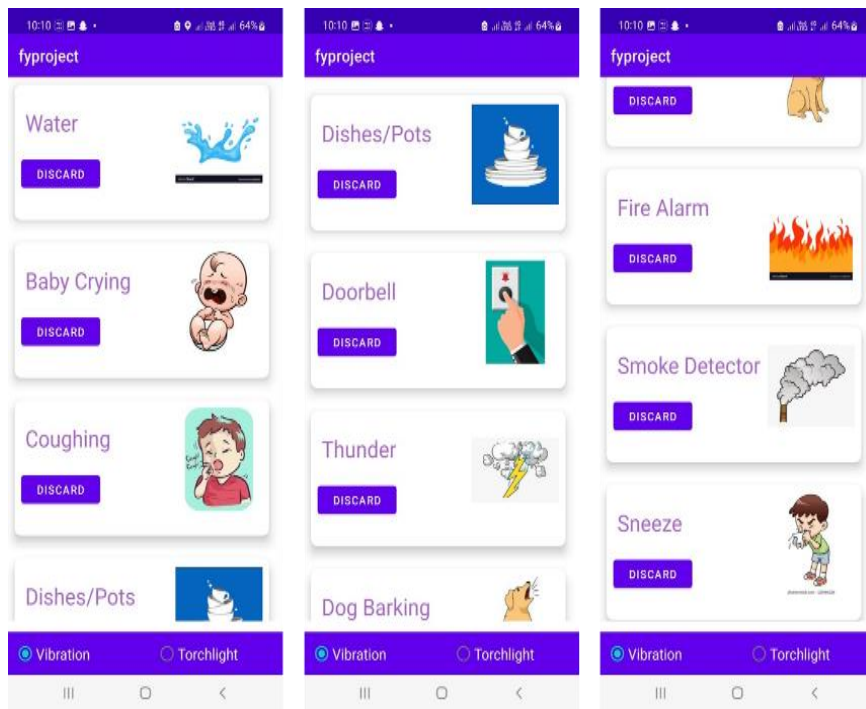 10:10
64%
fyproject
Water
DISCARD
Baby Crying
DISCARD
Coughing
DISCARD
Dishes/Pots
Vibration
Torchlight
10:10
64%
fyproject
Dishes/Pots
DISCARD
Doorbell
DISCARD
Thunder
DISCARD
Dog Barking
Vibration
Torchlight
10:10
64%
fyproject
DISCARD
Fire Alarm
DISCARD
Smoke Detector
DISCARD
Sneeze
DISCARD
Vibration
Torchlight